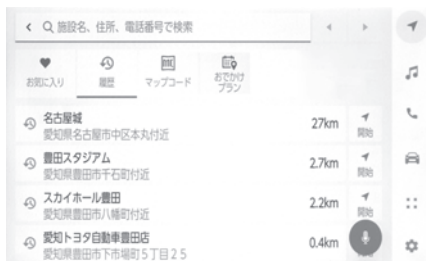 施設名、住所、電話番号で検索
お気に入り
履歴
マップコード
おでかけ
プラン
名古屋城
27km
開始
愛知県名古屋市中区本丸付近
豊田スタジアム
2.7km
開始
愛知県豊田市千石町付近
スカイホール豊田
2.2km
開始
愛知県豊田市八幡町付近
愛知トヨタ自動車豊田店
0.4km
愛知県豊田市下市場町5丁目25